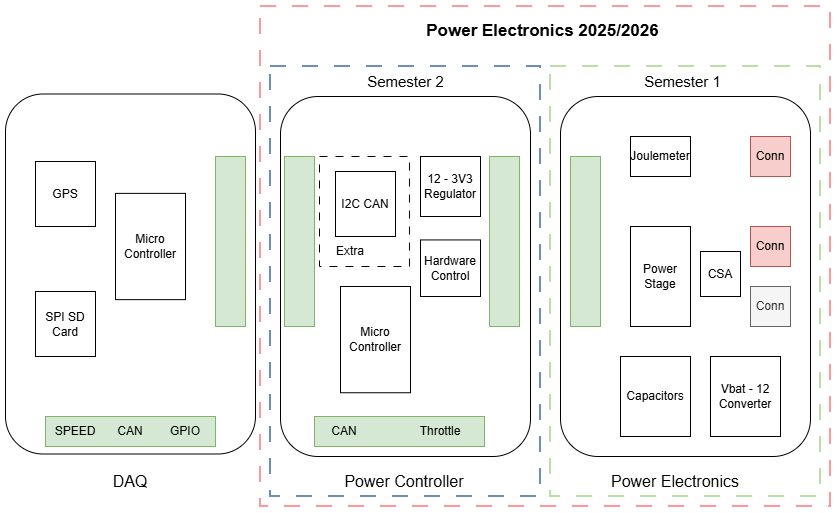 Power Electronics 2025/2026
Semester 2
Semester 1
GPS
Micro
Controller
SPI SD
Card
SPEED
CAN
GPIO
DAQ
I2C CAN
Extra
12 - 3V3
Regulator
Hardware
Control
Micro
Controller
CAN
Throttle
Power Controller
Joulemeter
Conn
Power
Stage
CSA
Conn
Conn
Capacitors
Vbat - 12
Converter
Power Electronics